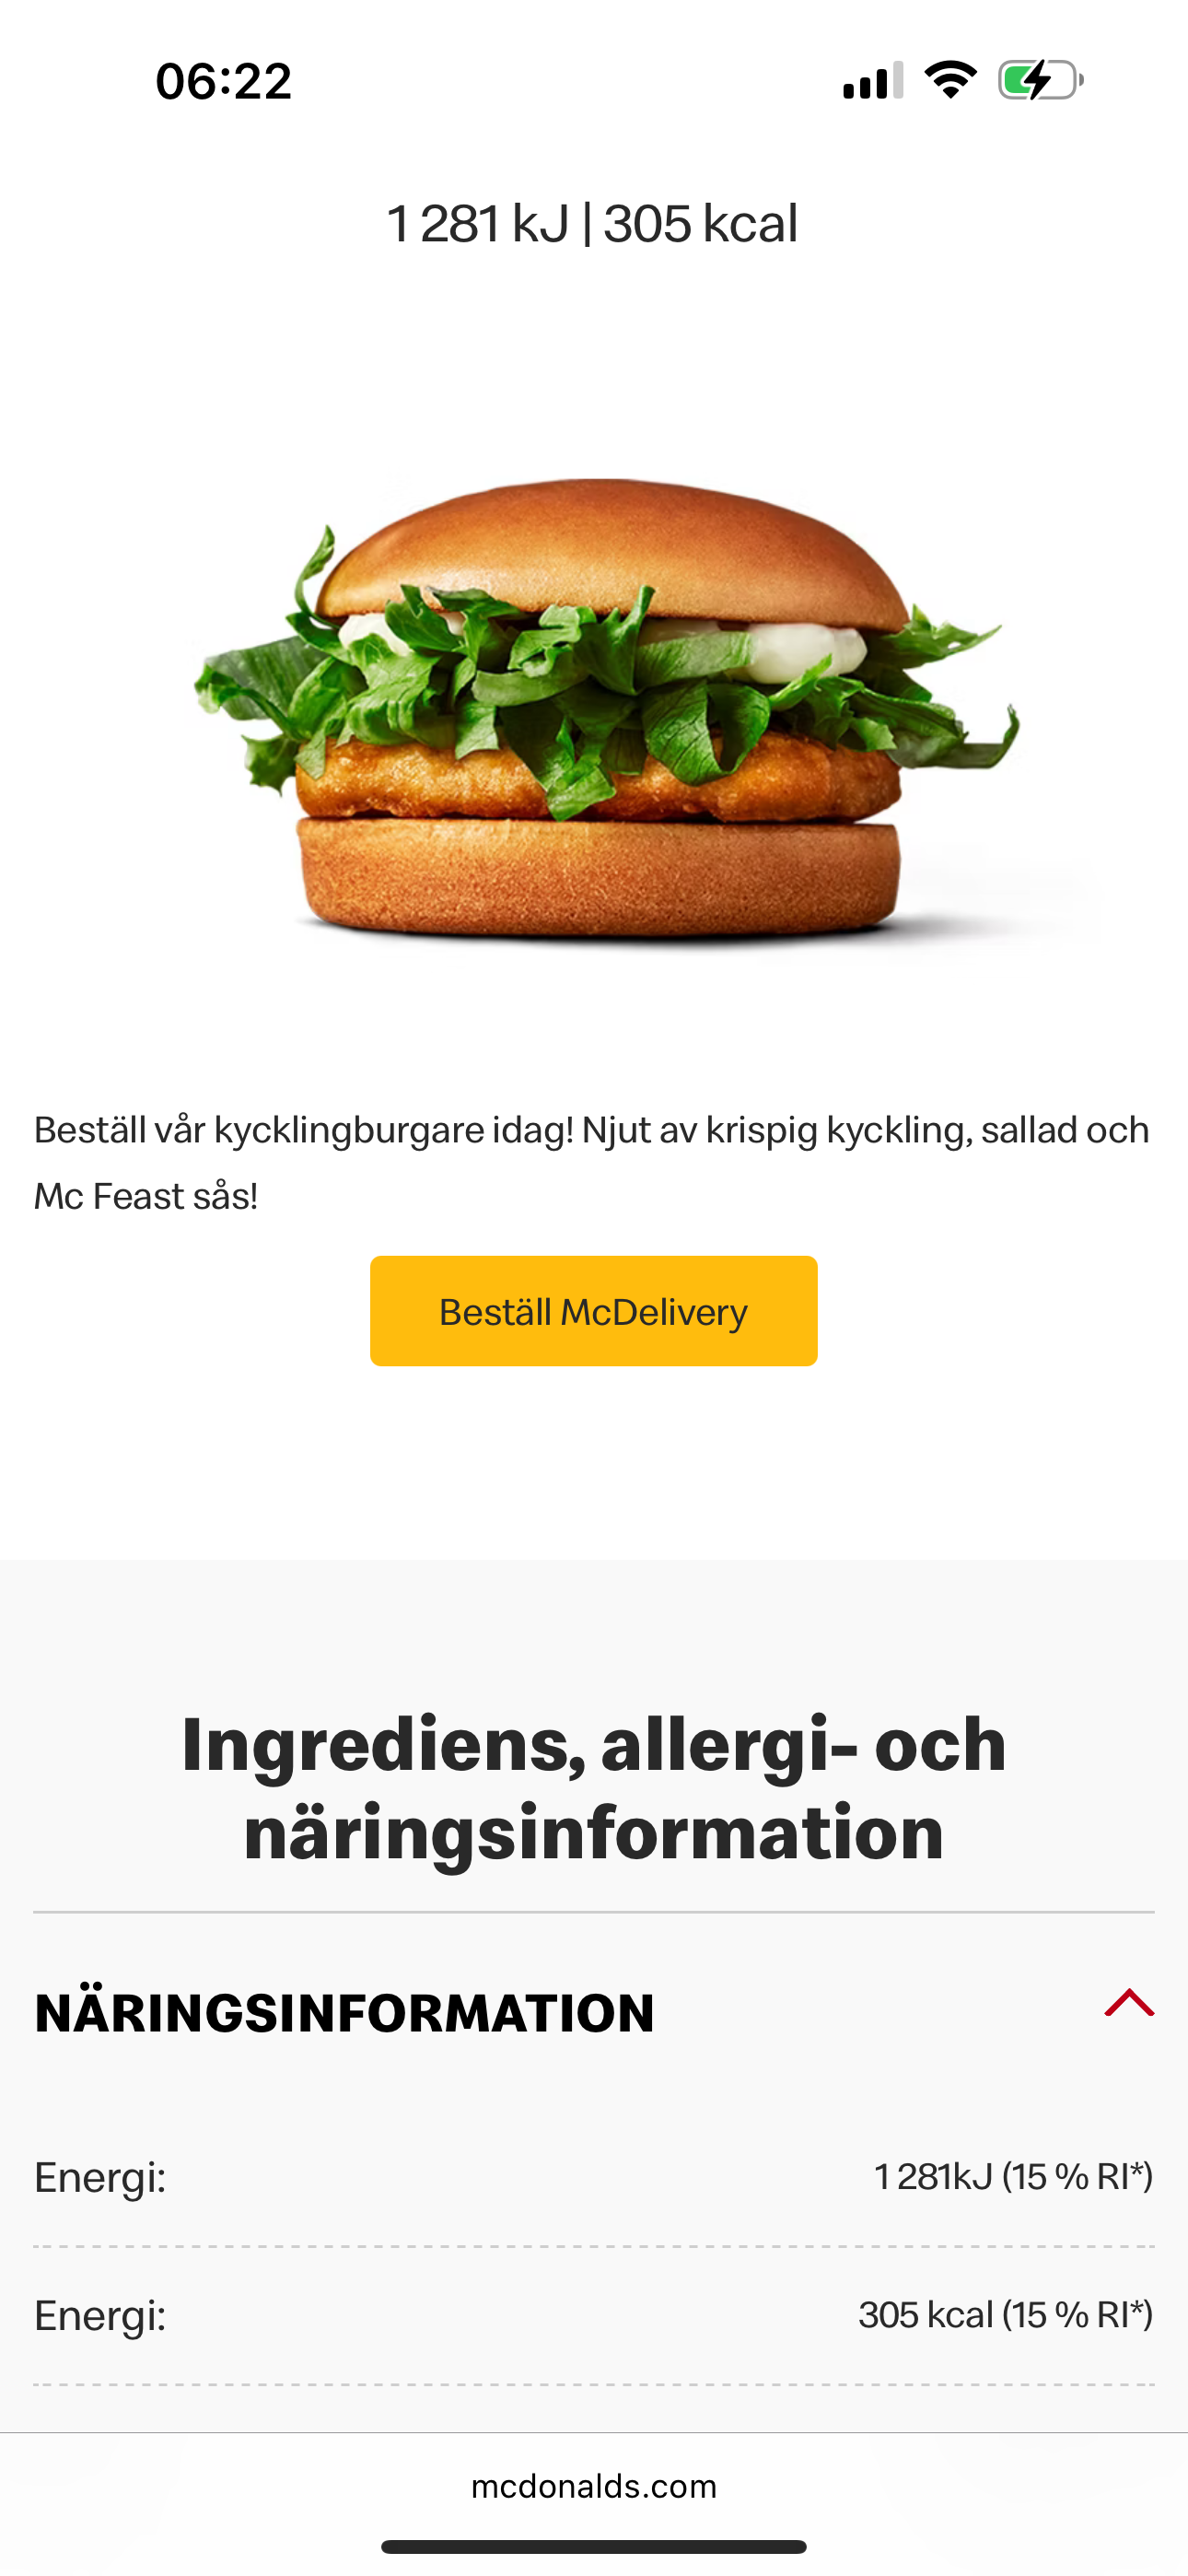 06:22
1 281 kJ | 305 kcal
Beställ vår kycklingburgare idag! Njut av krispig kyckling, sallad och
Mc Feast sås!
Beställ McDelivery
Ingrediens, allergi- och
näringsinformation
NÄRINGSINFORMATION
Energi: 1 281kJ (15 % RI*)
Energi: 305 kcal (15 % RI*)
mcdonalds.com